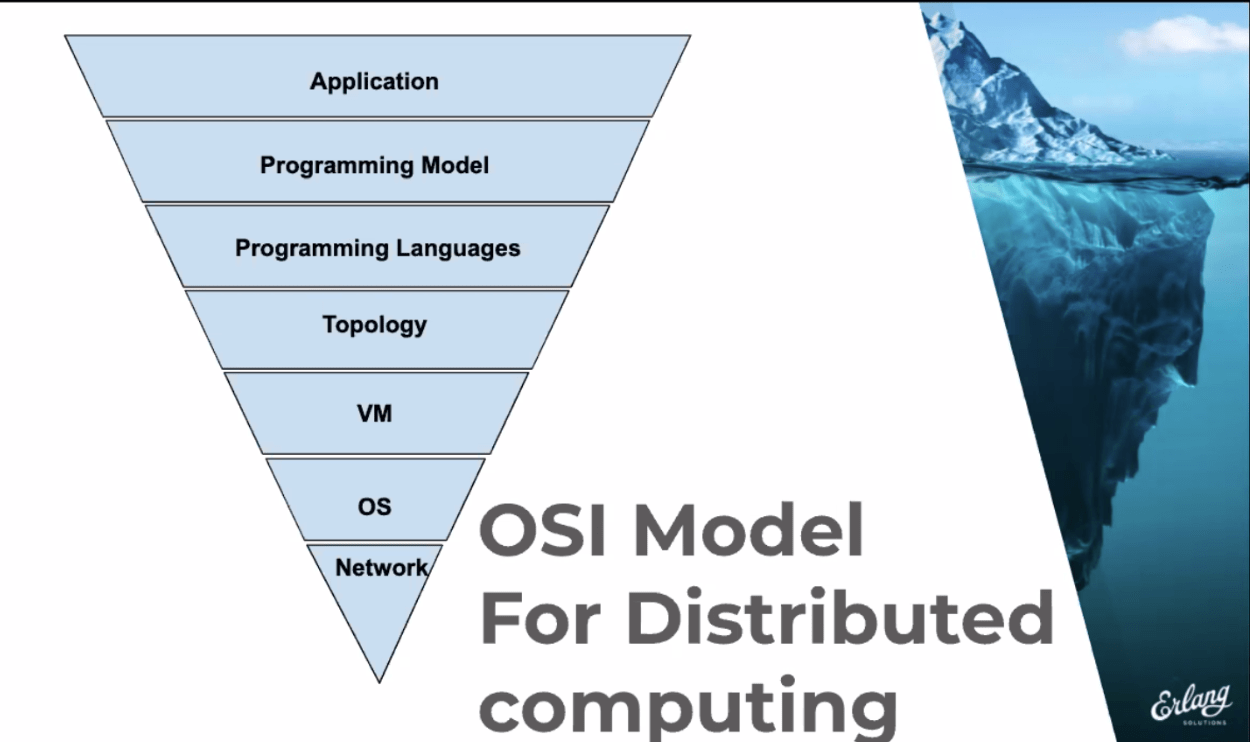 Application
Programming Model
Programming Languages
Topology
VM
OS
Network
OSI Model
For Distributed
computing
Erlang
SOLUTIONS